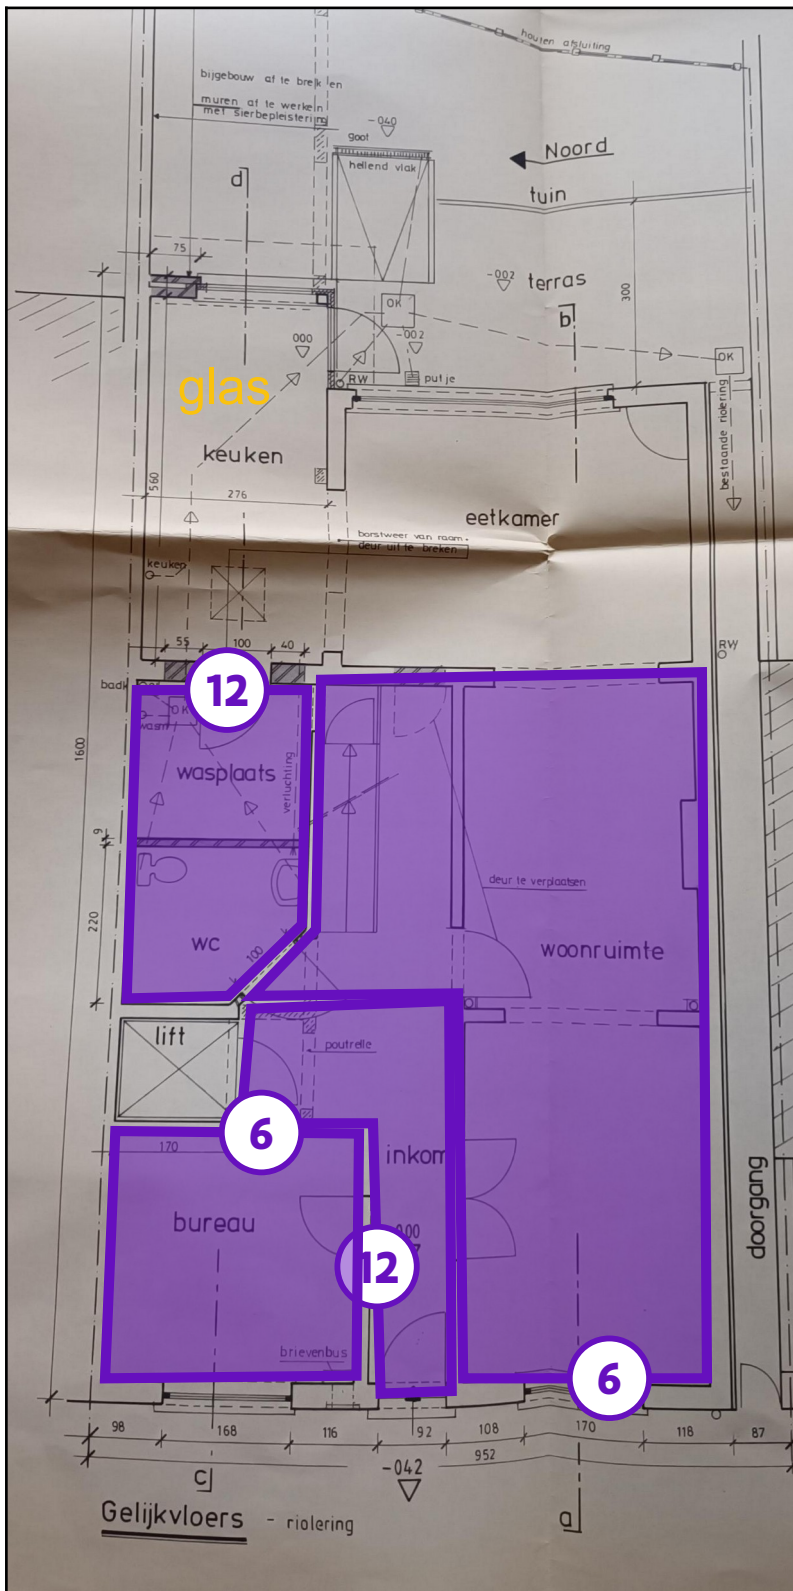 houten afsluiting
bijgebouw af te breken
muren af te werken
met sierbepleistering
-040
goot
hellend vlak
Noord
tuin
d
75
-002
terras
300
b
OK
000
-002
OK
glas
RW
putje
bestaande riolering
keuken
560
276
eetkamer
borstweer van raam
deur uit te breken
keuken
55
100
40
RW
12
badk
OK
wasm
wasplaats
verluchting
1600
9
deur te verplaatsen
220
wc
100
woonruimte
lift
poutrelle
6
170
inkom
doorgang
bureau
000
12
brievenbus
6
98
168
116
92
108
170
118
87
952
c
-042
a
Gelijkvloers - riolering